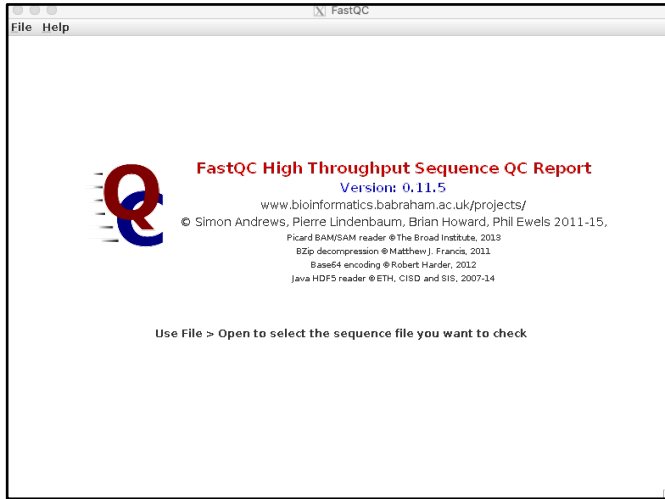 FastQC
File Help
FastQC High Throughput Sequence QC Report
Version: 0.11.5
www.bioinformatics.babraham.ac.uk/projects/
© Simon Andrews, Pierre Lindenbaum, Brian Howard, Phil Ewels 2011-15,
Picard BAM/SAM reader © The Broad Institute, 2013
BZip decompression © Matthew J. Francis, 2011
Base64 encoding © Robert Harder, 2012
Java HDF5 reader © ETH, CISD and SIS, 2007-14
QC
Use File > Open to select the sequence file you want to check